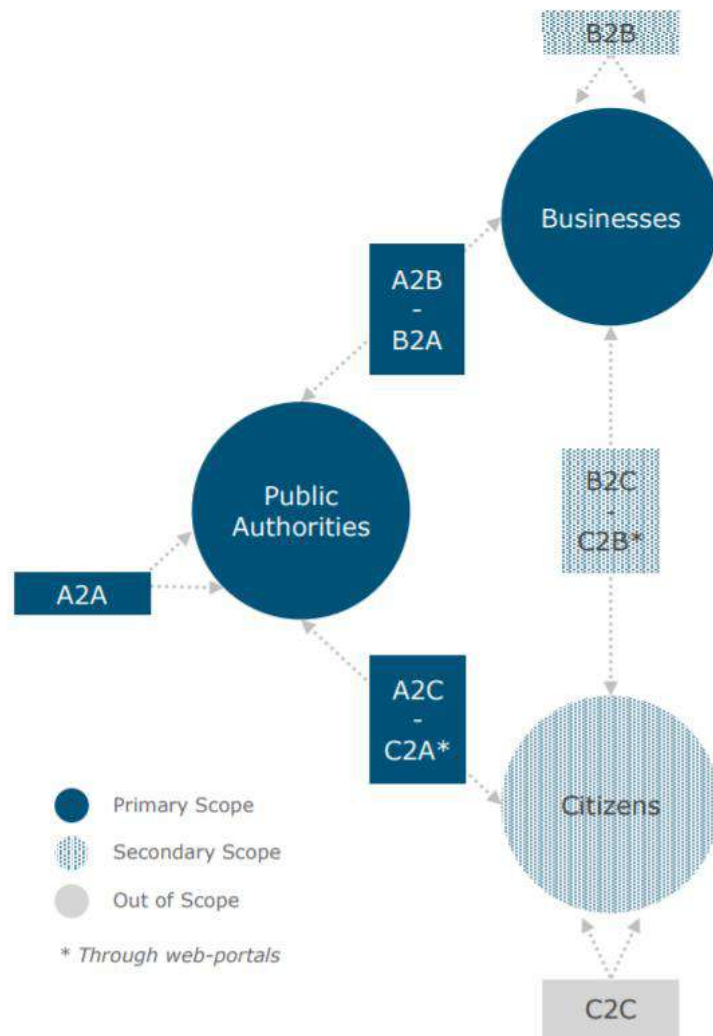 B2B
Businesses
A2B
-
B2A
Public
Authorities
B2C
-
C2B*
A2A
A2C
-
C2A*
Citizens
Primary Scope
Secondary Scope
Out of Scope
* Through web-portals
C2C